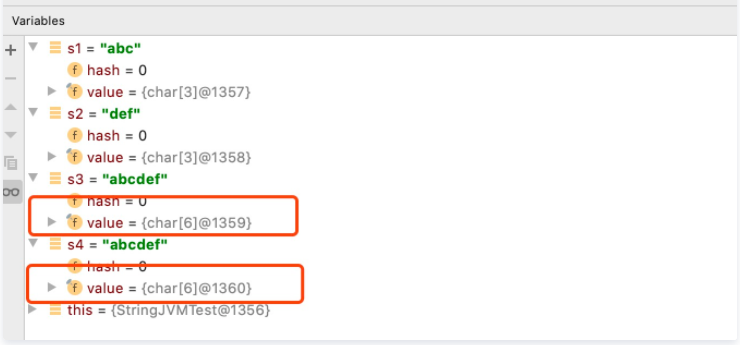 Variables
s1 = "abc"
f hash = 0
f value = {char[3]@1357}
s2 = "def"
f hash = 0
f value = {char[3]@1358}
s3 = "abcdef"
f hash = 0
f value = {char[6]@1359}
s4 = "abcdef"
f hash = 0
f value = {char[6]@1360}
this = {StringJVMTest@1356}